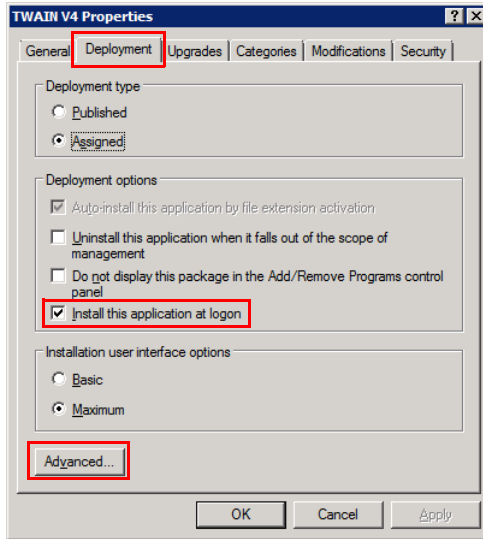 TWAIN V4 Properties
General Deployment Upgrades Categories Modifications Security
Deployment type
Published
Assigned
Deployment options
Auto-install this application by file extension activation
Uninstall this application when it falls out of the scope of
management
Do not display this package in the Add/Remove Programs control
panel
Install this application at logon
Installation user interface options
Basic
Maximum
Advanced...
OK Cancel Apply